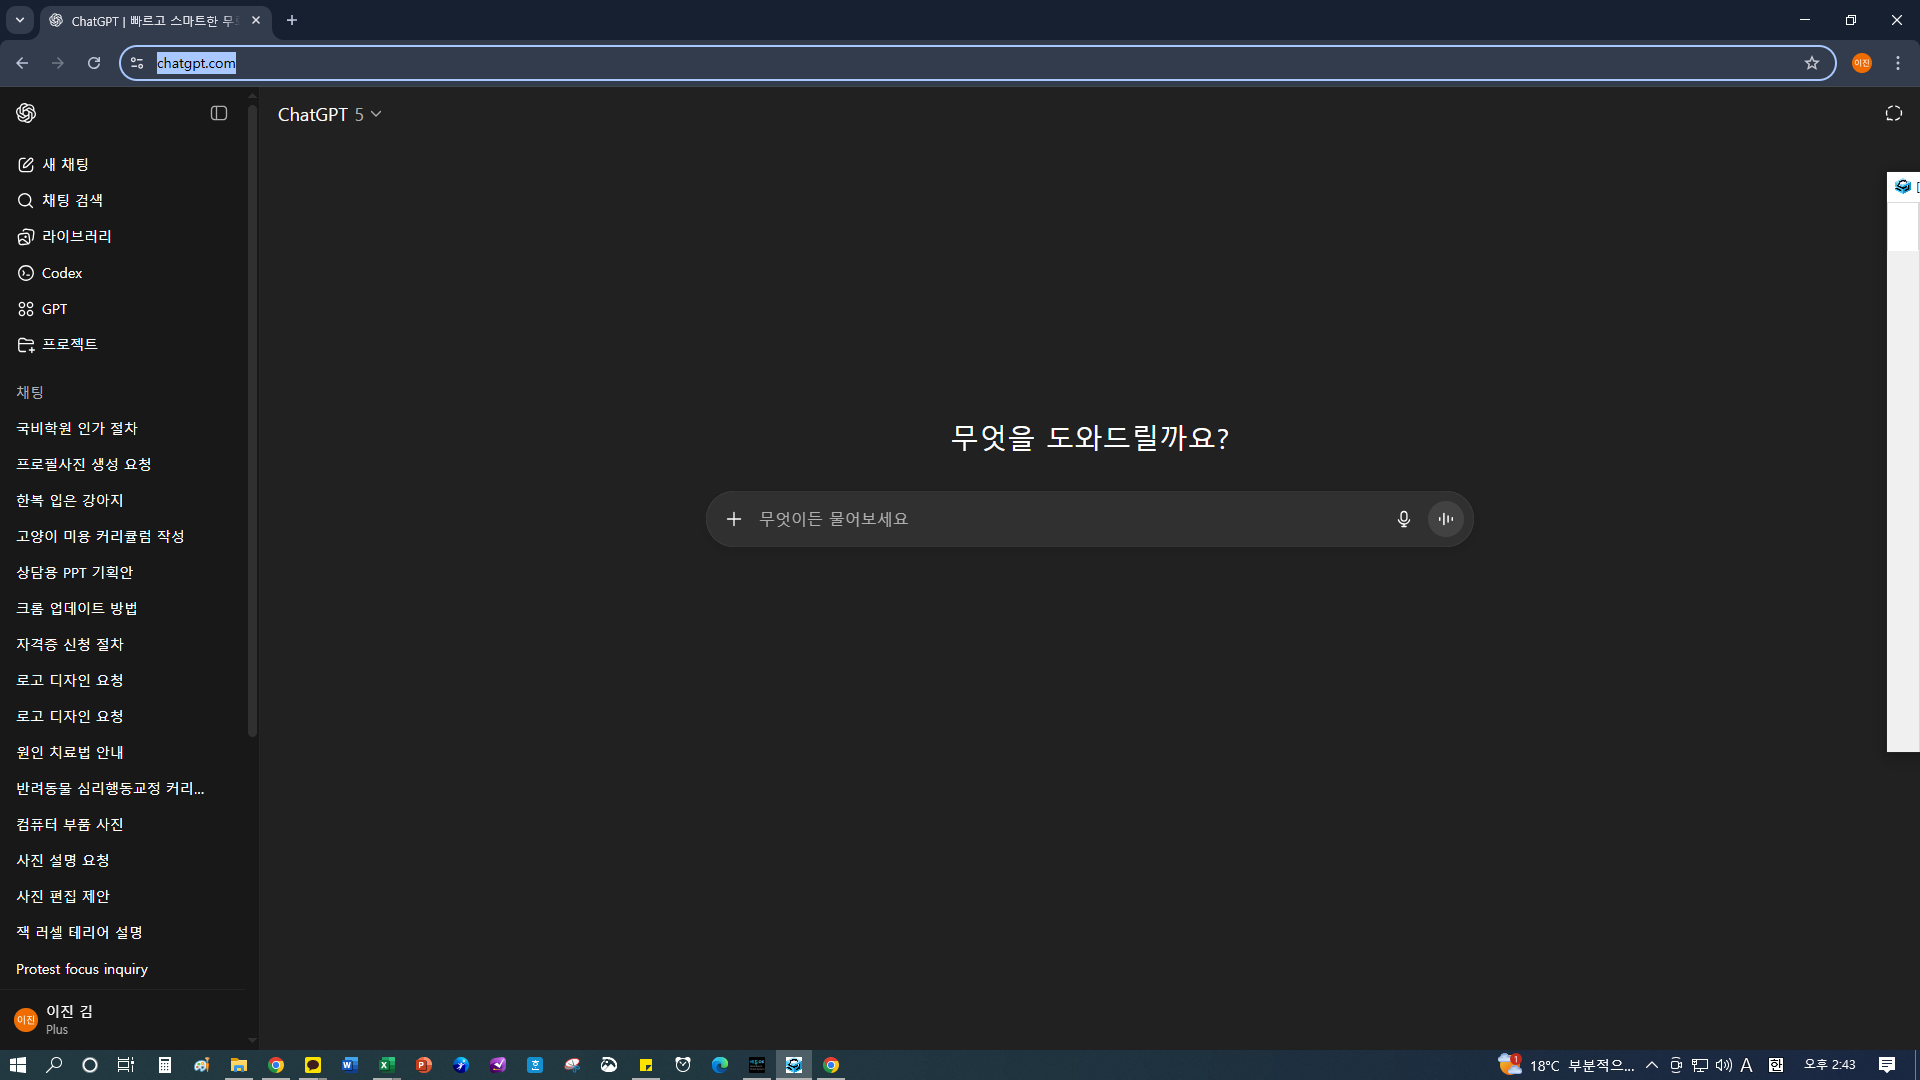 ChatGPT | 빠르고 스마트한 무
chatgpt.com
이진
ChatGPT 5
새 채팅
채팅 검색
라이브러리
Codex
GPT
프로젝트
채팅
국비학원 인가 절차
프로필사진 생성 요청
한복 입은 강아지
고양이 미용 커리큘럼 작성
상담용 PPT 기획안
크롬 업데이트 방법
자격증 신청 절차
로고 디자인 요청
로고 디자인 요청
원인 치료법 안내
반려동물 심리행동교정 커리...
컴퓨터 부품 사진
사진 설명 요청
사진 편집 제안
잭 러셀 테리어 설명
Protest focus inquiry
이진
이진 김
Plus
무엇을 도와드릴까요?
무엇이든 물어보세요
1
18°C 부분적으...
A
한
오후 2:43